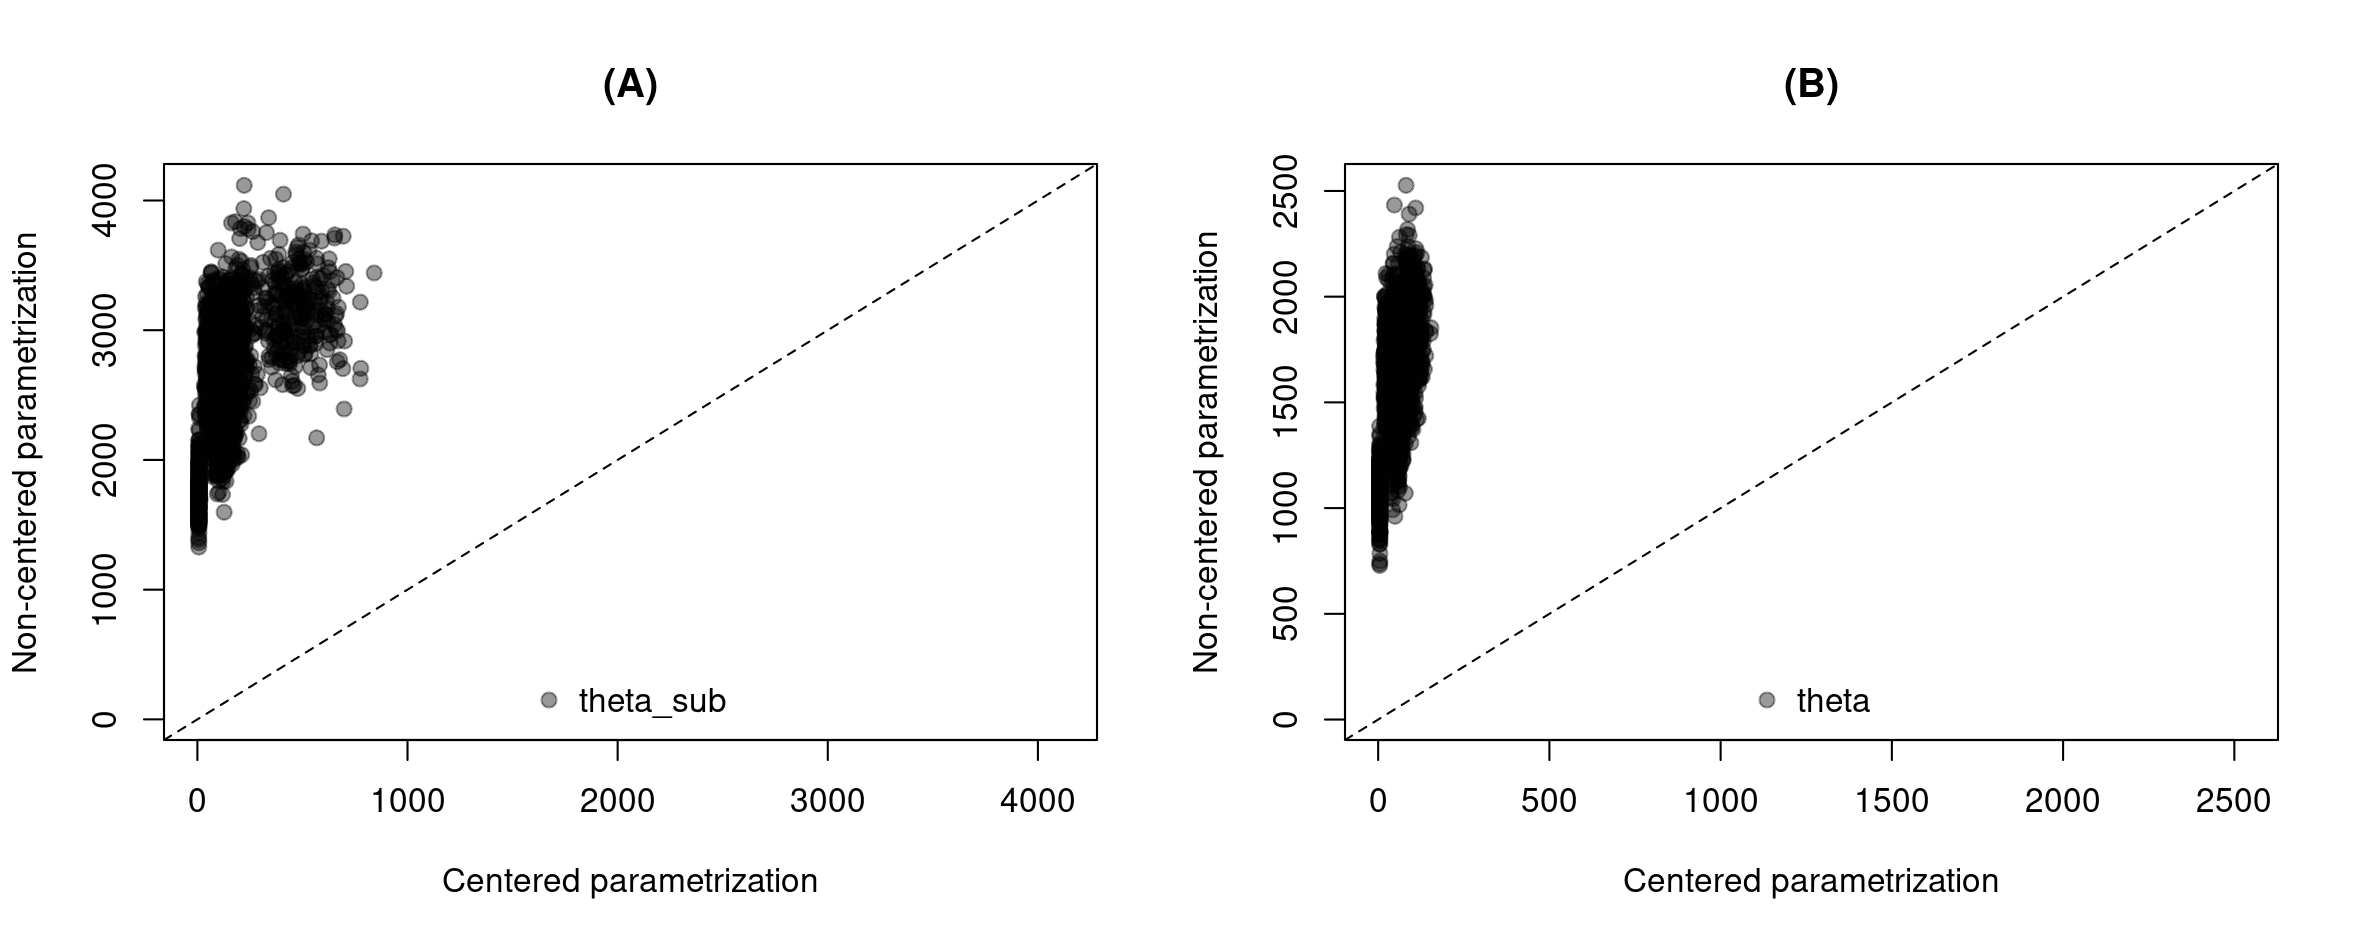 (A)
Non-centered parametrization
4000
3000
2000
1000
0
theta_sub
0 1000 2000 3000 4000
Centered parametrization
(B)
Non-centered parametrization
2500
2000
1500
1000
500
0
theta
0 500 1000 1500 2000 2500
Centered parametrization